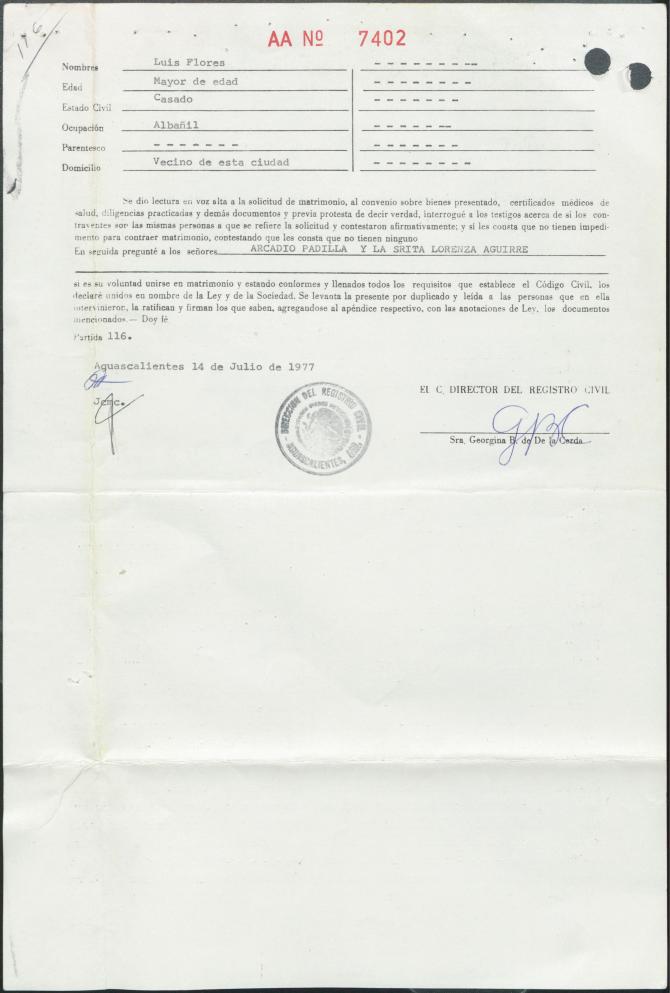 116
AA Nº 7402
Nombres Luis Flores - - - - - - - -
Edad Mayor de edad - - - - - - - -
Estado Civil Casado - - - - - - -
Ocupación Albañil - - - - - -
Parentesco - - - - - - - - - - - - - -
Domicilio Vecino de esta ciudad - - - - - - - -
Se dio lectura en voz alta a la solicitud de matrimonio, al convenio sobre bienes presentado, certificados médicos de
salud, diligencias practicadas y demás documentos y previa protesta de decir verdad, interrogué a los testigos acerca de si los con-
trayentes son las mismas personas a que se refiere la solicitud y contestaron afirmativamente; y si les consta que no tienen impedi-
mento para contraer matrimonio, contestando que les consta que no tienen ninguno
En seguida pregunté a los señores ARCADIO PADILLA Y LA SRITA LORENZA AGUIRRE
si es su voluntad unirse en matrimonio y estando conformes y llenados todos los requisitos que establece el Código Civil, los
declaré unidos en nombre de la Ley y de la Sociedad. Se levanta la presente por duplicado y leída a las personas que en ella
intervinieron, la ratifican y firman los que saben, agregandose al apéndice respectivo, con las anotaciones de Ley, los documentos
mencionados.— Doy fé
Partida 116.
Aguascalientes 14 de Julio de 1977
Jcmc.
EL C. DIRECTOR DEL REGISTRO CIVIL
Sra. Georgina B. de De la Cerda
DIRECCION DEL REGISTRO CIVIL
AGUASCALIENTES, AGS.